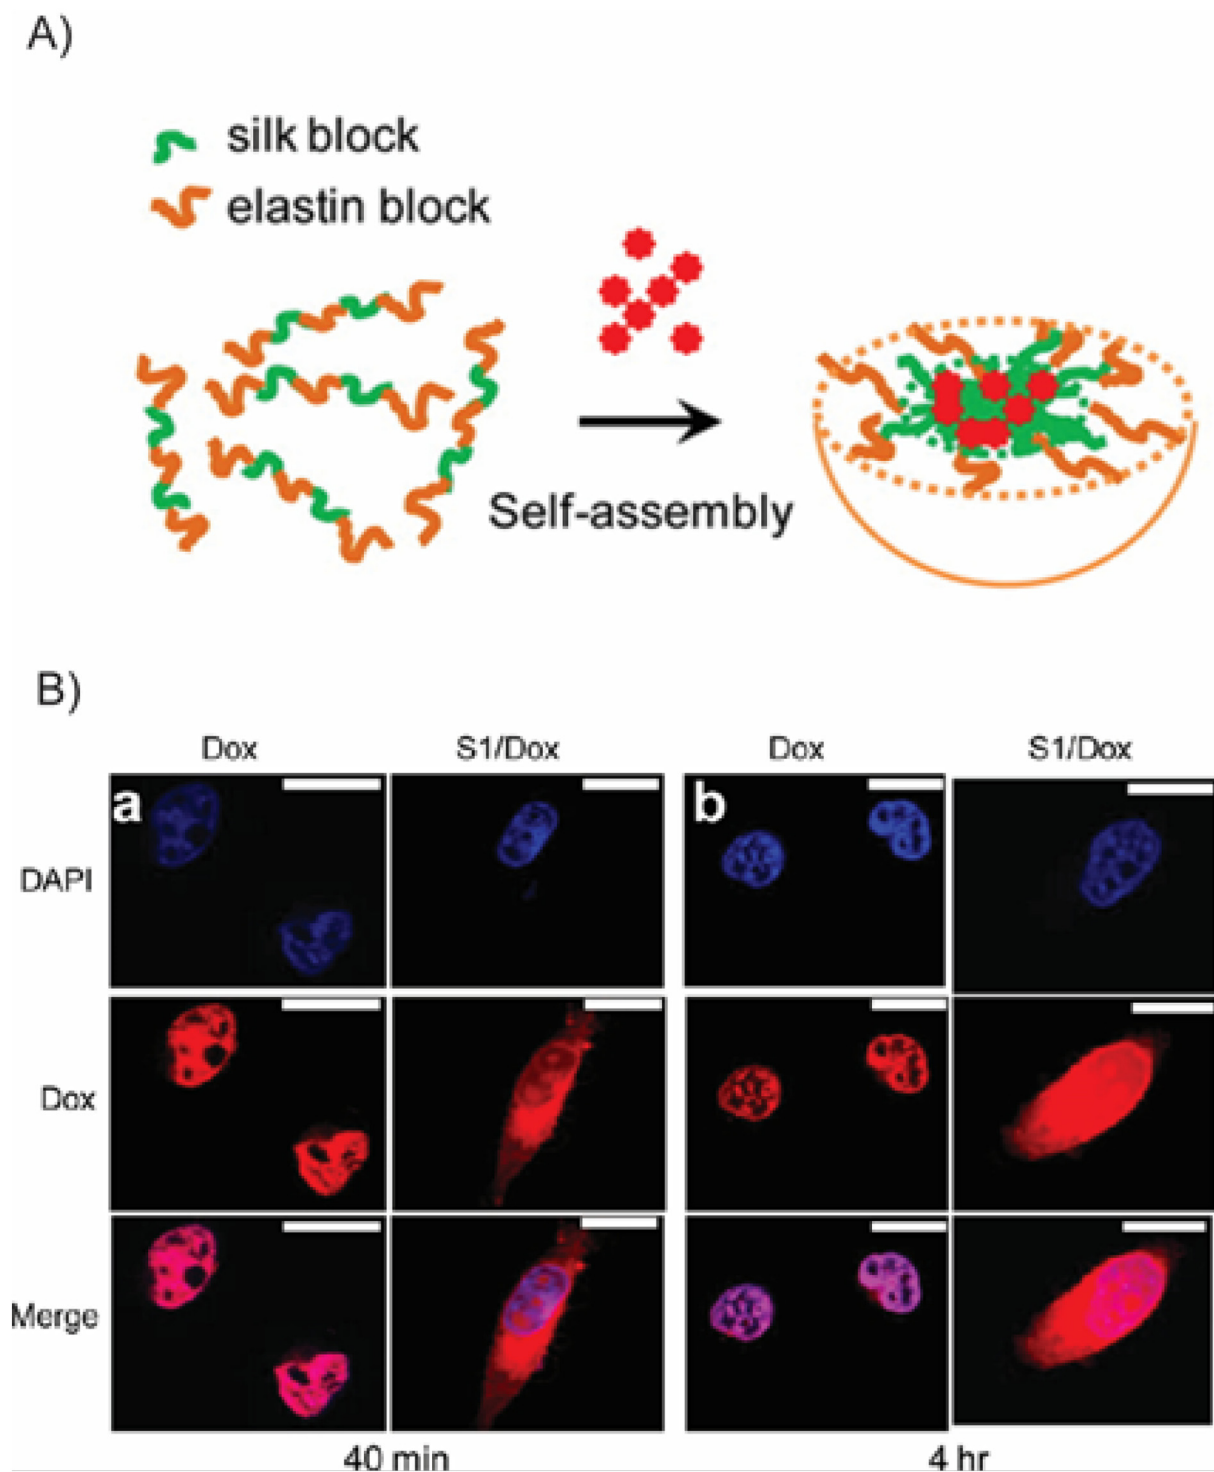 A)
silk block
elastin block
Self-assembly
B)
Dox S1/Dox Dox S1/Dox
a b
DAPI
Dox
Merge
40 min 4 hr